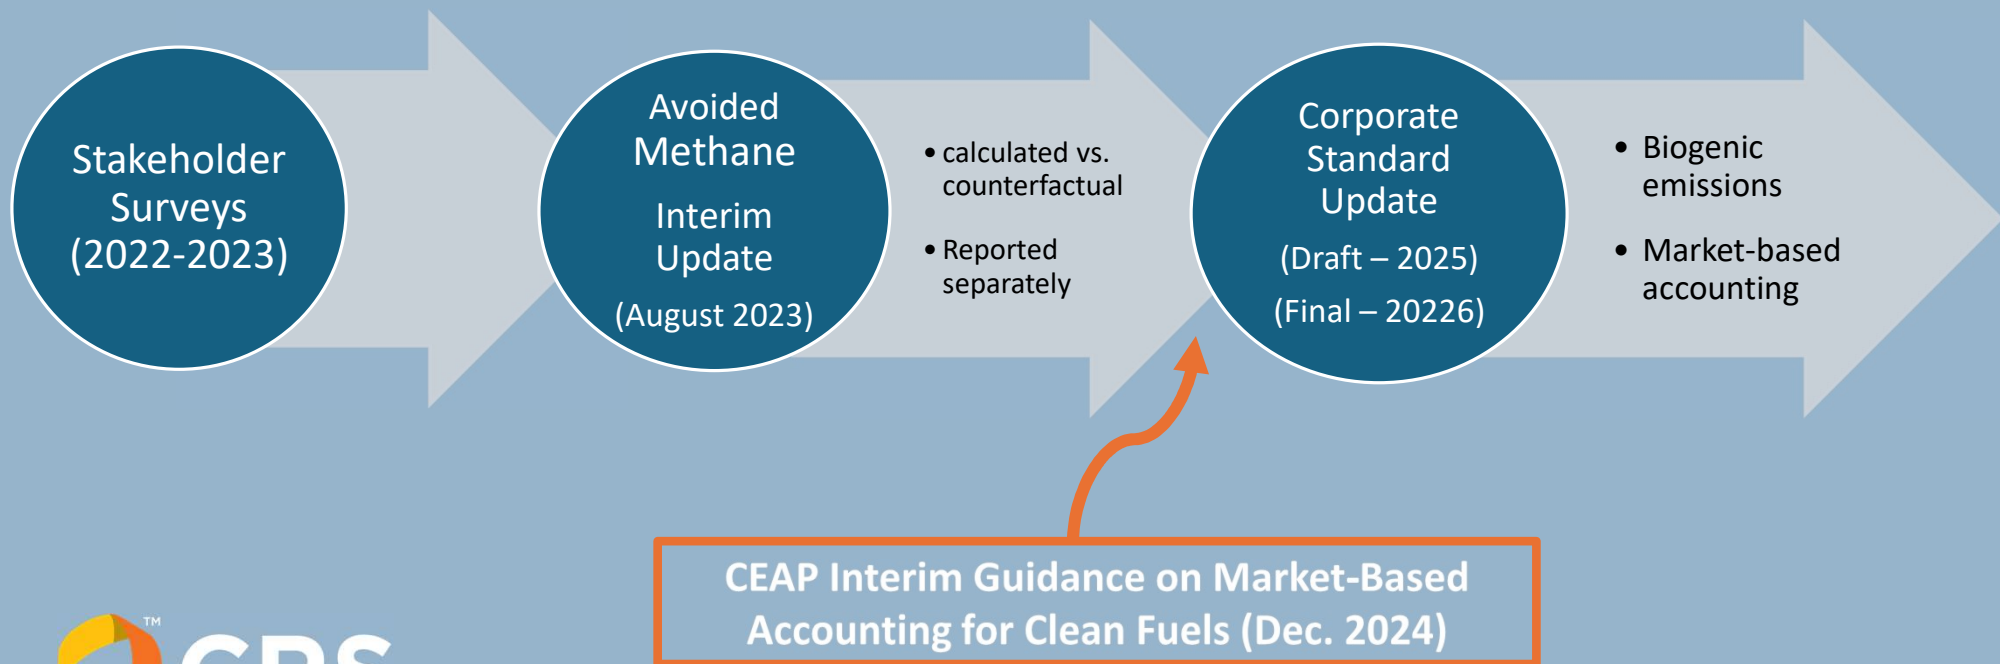 Stakeholder
Surveys
(2022-2023)
Avoided
Methane
Interim
Update
(August 2023)
• calculated vs.
counterfactual
• Reported
separately
Corporate
Standard
Update
(Draft – 2025)
(Final – 20226)
• Biogenic
emissions
• Market-based
accounting
CEAP Interim Guidance on Market-Based
Accounting for Clean Fuels (Dec. 2024)
™
CRS